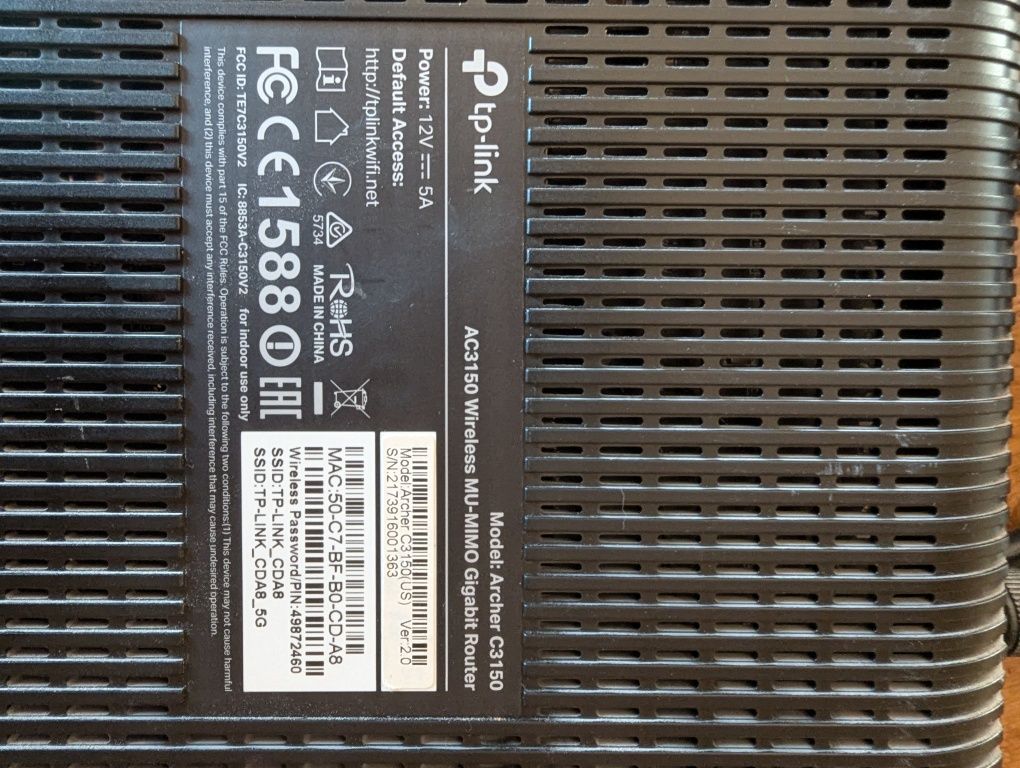 tp-link
Model: Archer C3150
AC3150 Wireless MU-MIMO Gigabit Router
Power: 12V 5A
Default Access:
http://tplinkwifi.net
5734
RoHS
MADE IN CHINA
FC CE1588 EAC
FCC ID: TE7C3150V2 IC: 8853A-C3150V2 for indoor use only
This device complies with part 15 of the FCC Rules. Operation is subject to the following two conditions:(1) This device may not cause harmful
interference, and (2) this device must accept any interference received, including interference that may cause undesired operation.
Model:Archer C3150(US) Ver:2.0
S/N:2173916001363
MAC:50-C7-BF-B0-CD-A8
Wireless Password/PIN:49872460
SSID:TP-LINK_CDA8
SSID:TP-LINK_CDA8_5G